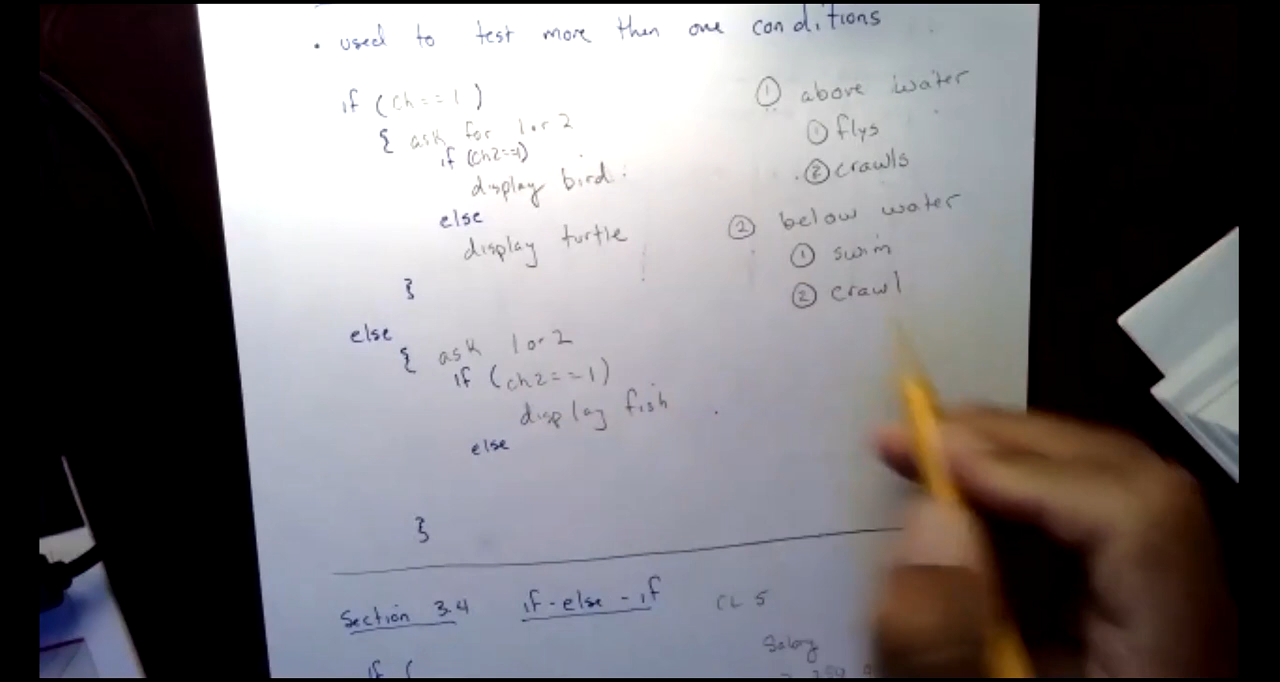 • used to test more then one conditions
if (ch==1)
{ ask for 1 or 2
if (ch2==1)
display bird.
else
display turtle
}
else
{ ask 1 or 2
if (ch2==1)
display fish
else
}
① above water
① flys
② crawls
② below water
① swim
② crawl
Section 3.4 if-else-if CL 5
if (
Salary